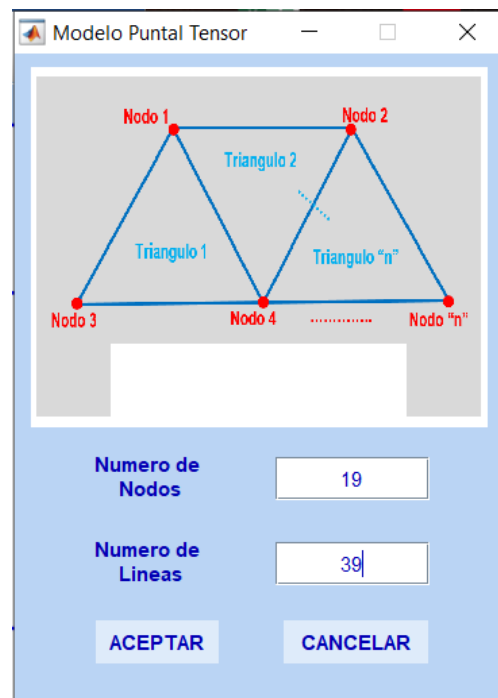 Modelo Puntal Tensor
Nodo 1
Nodo 2
Triangulo 2
Triangulo 1
Triangulo “n”
Nodo 3
Nodo 4
Nodo “n”
Numero de
Nodos
19
Numero de
Lineas
39
ACEPTAR
CANCELAR